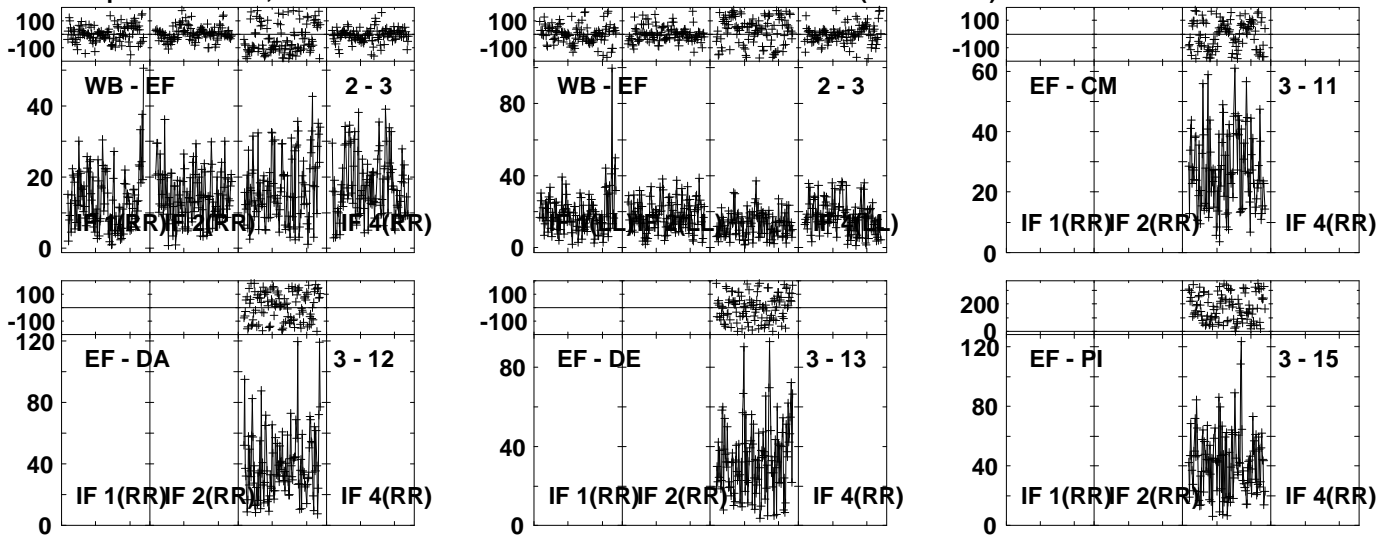 100 100 100
-100 -100 -100
WB - EF 2 - 3 WB - EF 2 - 3 60 EF - CM 3 - 11
40 80 40
20 40 20
0 0 0
IF 1(RR) IF 2(RR) IF 4(RR) IF 4(LL) IF 1(RR) IF 2(RR) IF 4(RR)
100 100 200
-100 -100 0
120 EF - DA 3 - 12 80 EF - DE 3 - 13 120 EF - PI 3 - 15
80 40 80
40 0 40
0 0
IF 1(RR) IF 2(RR) IF 4(RR) IF 1(RR) IF 2(RR) IF 4(RR) IF 1(RR) IF 2(RR) IF 4(RR)